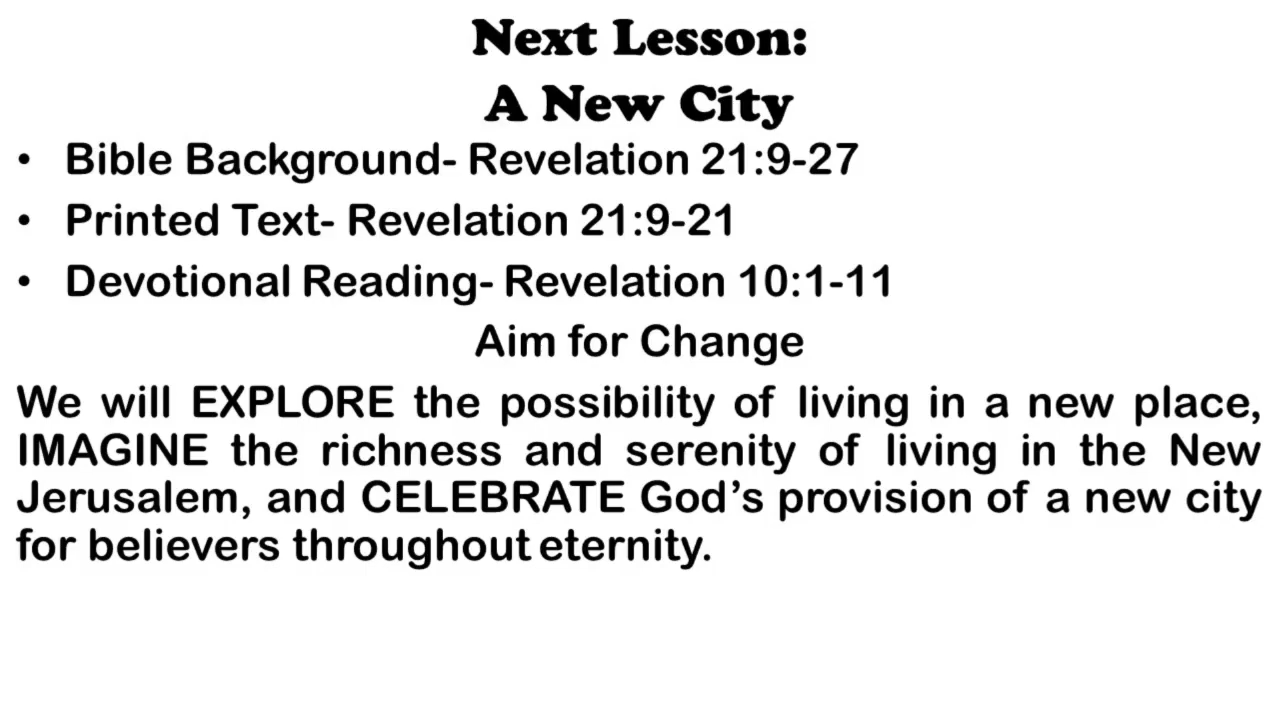 Next Lesson:
A New City
• Bible Background- Revelation 21:9-27
• Printed Text- Revelation 21:9-21
• Devotional Reading- Revelation 10:1-11
Aim for Change
We will EXPLORE the possibility of living in a new place,
IMAGINE the richness and serenity of living in the New
Jerusalem, and CELEBRATE God’s provision of a new city
for believers throughout eternity.